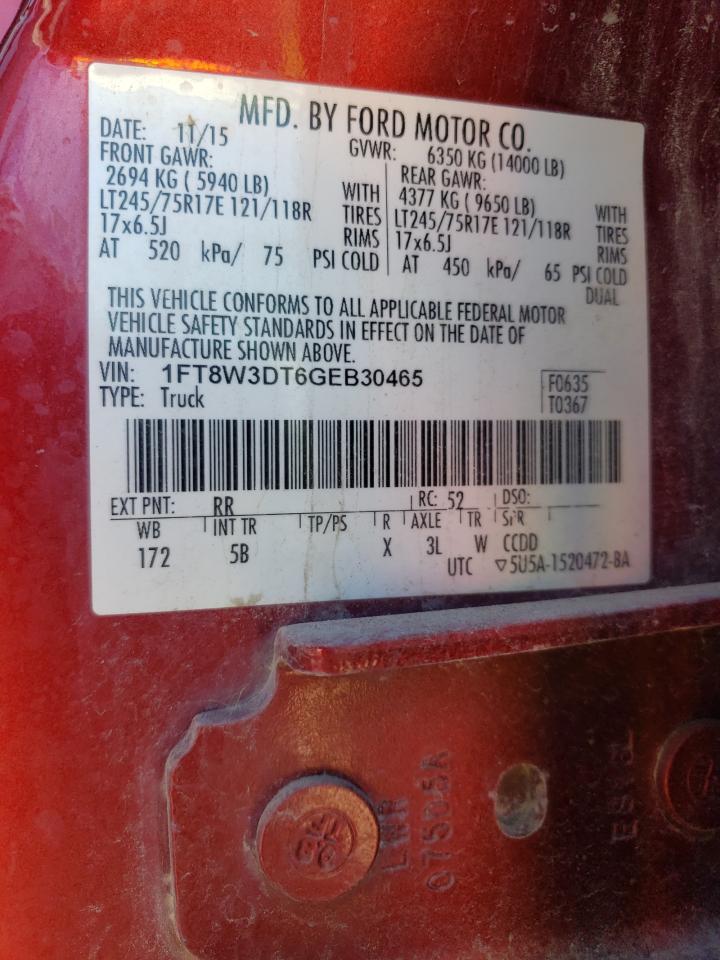 MFD. BY FORD MOTOR CO.
DATE: 11/15 GVWR: 6350 KG (14000 LB)
FRONT GAWR: REAR GAWR:
2694 KG ( 5940 LB) WITH 4377 KG ( 9650 LB) WITH
LT245/75R17E 121/118R TIRES LT245/75R17E 121/118R TIRES
17x6.5J RIMS 17x6.5J RIMS
AT 520 kPa/ 75 PSI COLD AT 450 kPa/ 65 PSI COLD
DUAL
THIS VEHICLE CONFORMS TO ALL APPLICABLE FEDERAL MOTOR
VEHICLE SAFETY STANDARDS IN EFFECT ON THE DATE OF
MANUFACTURE SHOWN ABOVE.
VIN: 1FT8W3DT6GEB30465 F0635
TYPE: Truck T0367
EXT PNT: RR RC: 52 DSO:
WB INT TR TP/PS R AXLE TR SPR
172 5B X 3L W CCDD
UTC ▽5U5A-1520472-BA
LWR